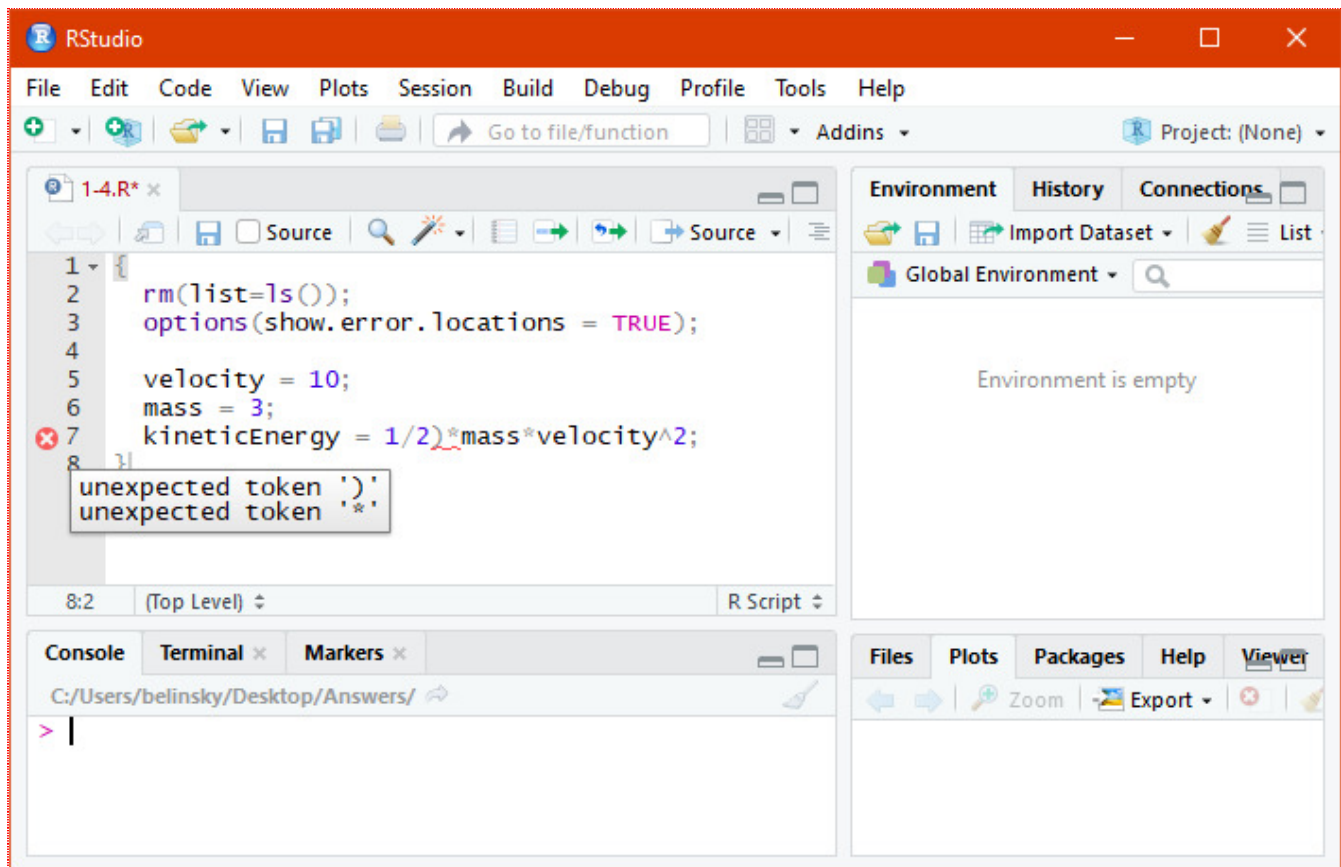 RStudio
File Edit Code View Plots Session Build Debug Profile Tools Help
Go to file/function Addins Project: (None)
1-4.R*
Source Source
1 {
2 rm(list=ls());
3 options(show.error.locations = TRUE);
4
5 velocity = 10;
6 mass = 3;
7 kineticEnergy = 1/2)*mass*velocity^2;
8 }
unexpected token ')'
unexpected token '*'
8:2 (Top Level) R Script
Environment History Connections
Import Dataset List
Global Environment
Environment is empty
Console Terminal Markers
C:/Users/belinsky/Desktop/Answers/
>
Files Plots Packages Help Viewer
Zoom Export